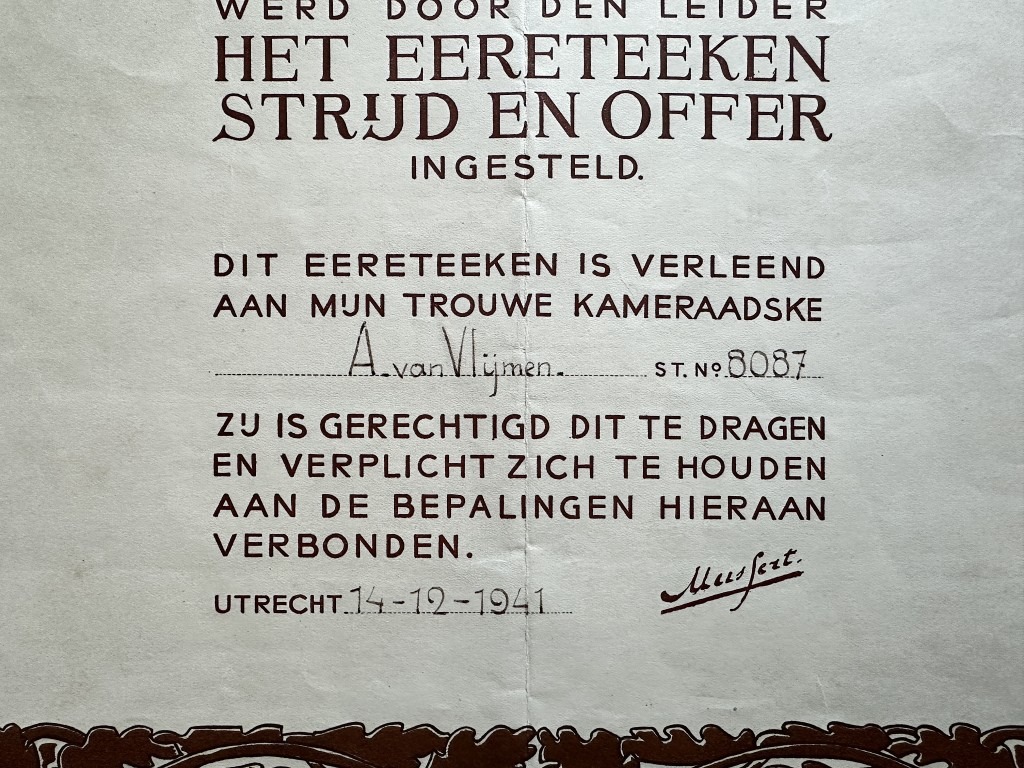 WERD DOOR DEN LEIDER
HET EERETEEKEN
STRIJD EN OFFER
INGESTELD.
DIT EERETEEKEN IS VERLEEND
AAN MIJN TROUWE KAMERAADSKE
A. van Vlijmen. ST. No 8087
ZIJ IS GERECHTIGD DIT TE DRAGEN
EN VERPLICHT ZICH TE HOUDEN
AAN DE BEPALINGEN HIERAAN
VERBONDEN.
UTRECHT 14-12-1941
Mussert.